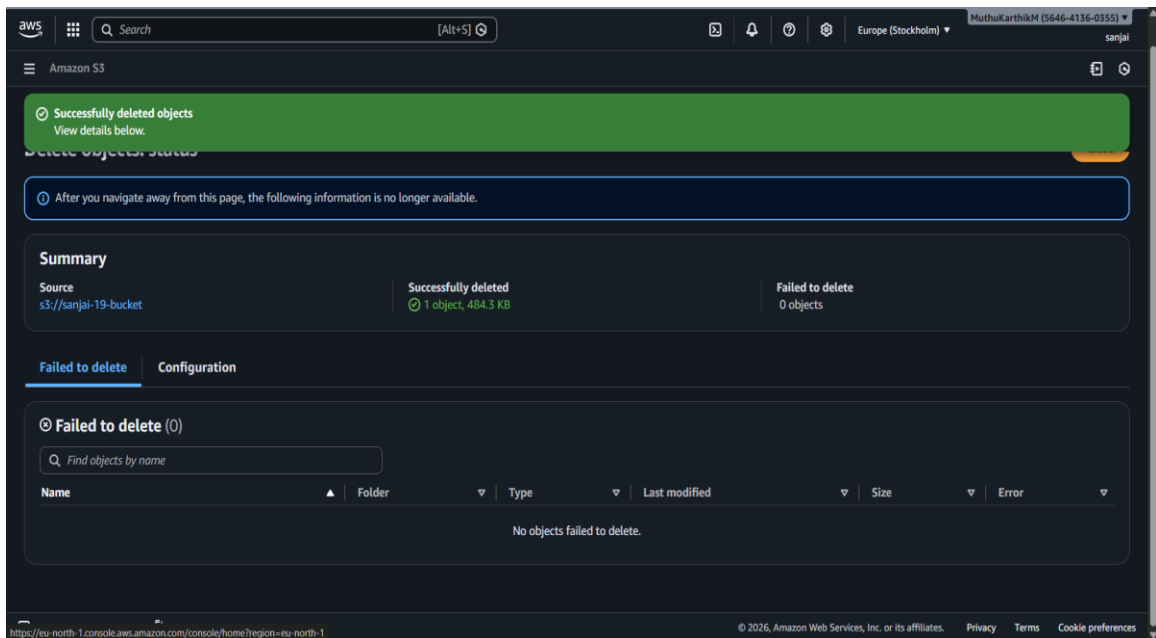 aws
Search
[Alt+S]
Europe (Stockholm)
MuthuKarthikM (5646-4136-0355)
sanjai
Amazon S3
Successfully deleted objects
View details below.
Delete objects: status
After you navigate away from this page, the following information is no longer available.
Summary
Source
Successfully deleted
Failed to delete
s3://sanjai-19-bucket
1 object, 484.3 KB
0 objects
Failed to delete
Configuration
Failed to delete (0)
Find objects by name
Name
Folder
Type
Last modified
Size
Error
No objects failed to delete.
https://eu-north-1.console.aws.amazon.com/console/home?region=eu-north-1
© 2026, Amazon Web Services, Inc. or its affiliates.
Privacy
Terms
Cookie preferences